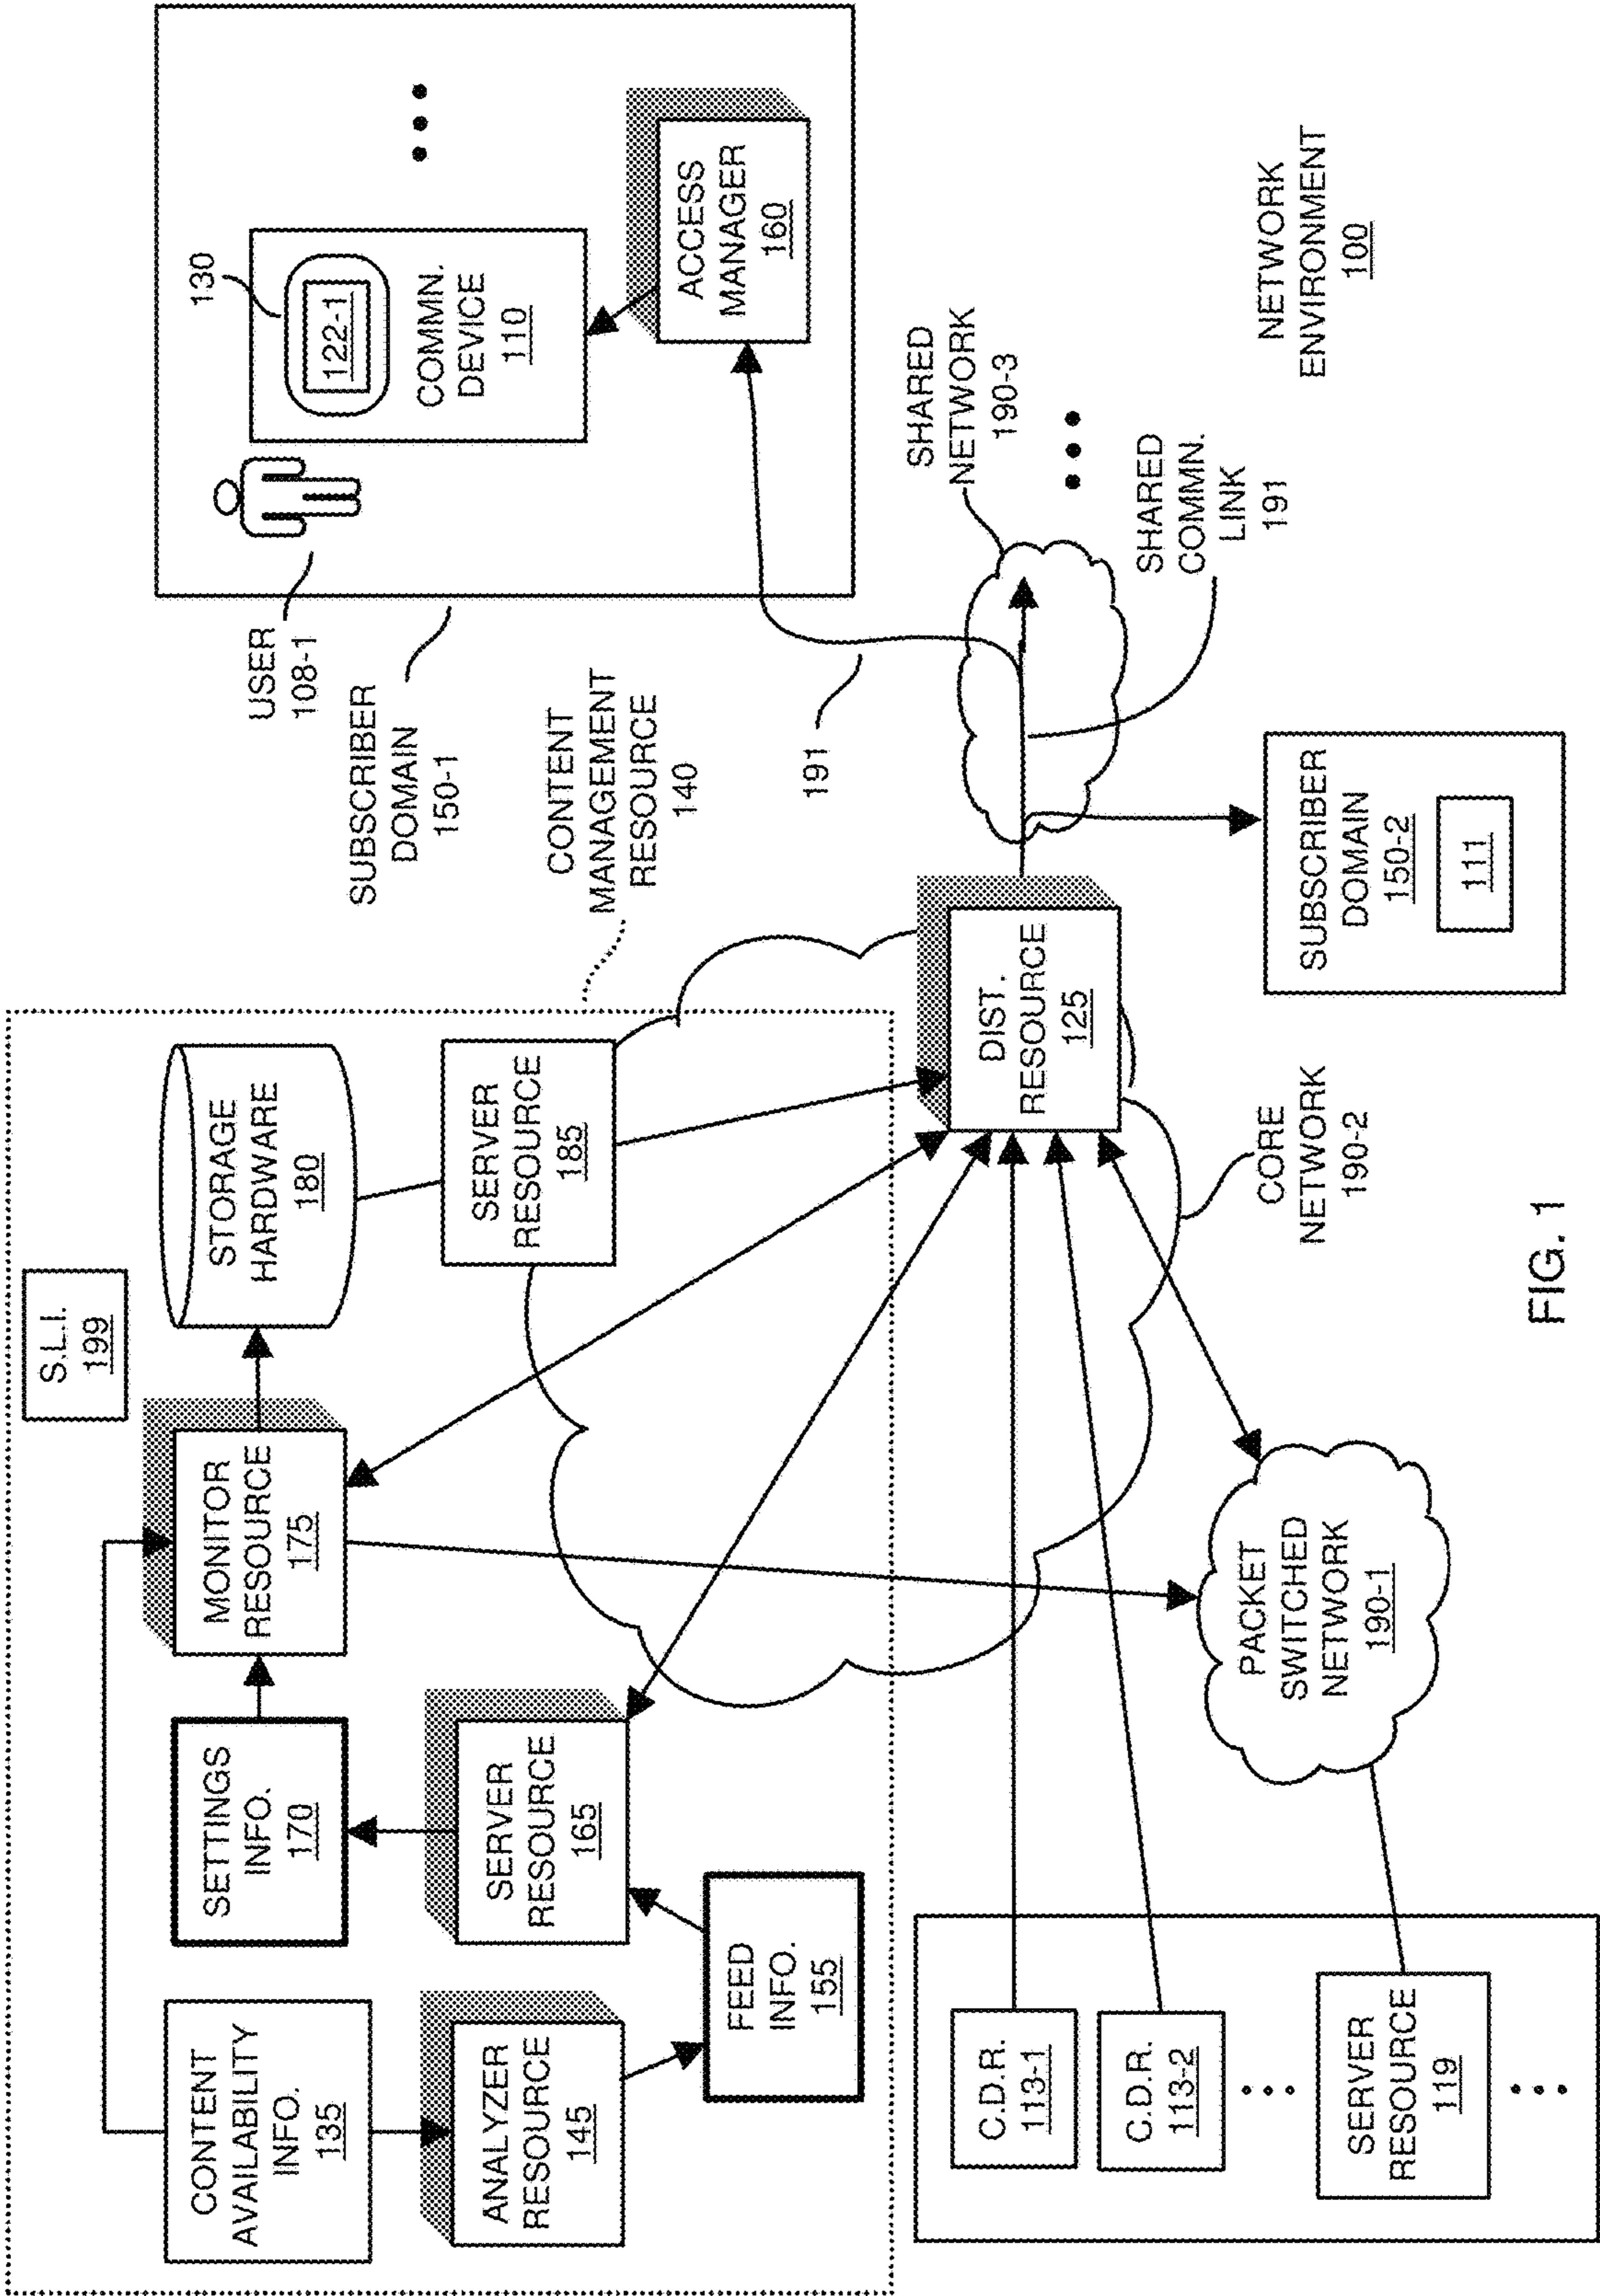 CONTENT
AVAILABILITY
INFO.
135
SETTINGS
INFO.
170
MONITOR
RESOURCE
175
S.L.I.
199
STORAGE
HARDWARE
180
ANALYZER
RESOURCE
145
SERVER
RESOURCE
165
SERVER
RESOURCE
185
FEED
INFO.
155
CONTENT
MANAGEMENT
RESOURCE
140
SUBSCRIBER
DOMAIN
150-1
USER
108-1
130
122-1
COMMN.
DEVICE
110
ACCESS
MANAGER
160
191
C.D.R.
113-1
C.D.R.
113-2
SERVER
RESOURCE
119
PACKET
SWITCHED
NETWORK
190-1
DIST.
RESOURCE
125
CORE
NETWORK
190-2
SHARED
NETWORK
190-3
SHARED
COMMN.
LINK
191
SUBSCRIBER
DOMAIN
150-2
111
NETWORK
ENVIRONMENT
100
FIG. 1